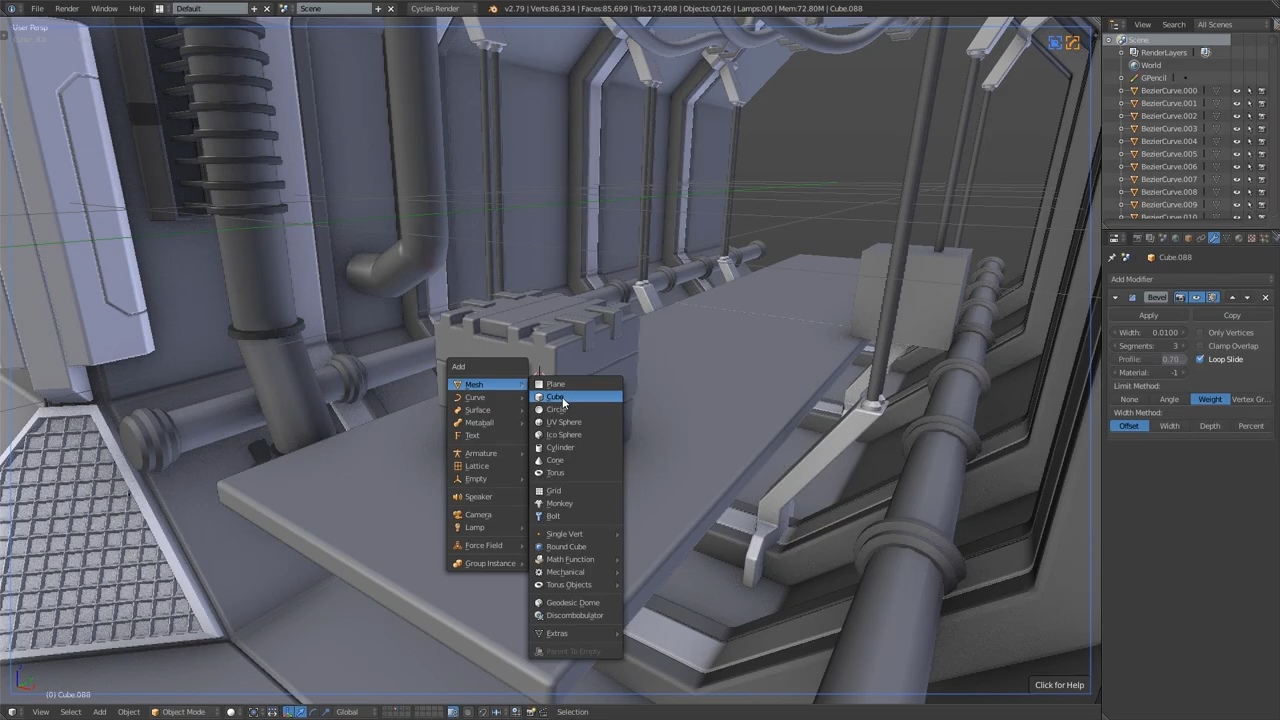 File Render Window Help Default Scene Cycles Render v2.79 | Verts:86,334 | Faces:85,699 | Tris:173,408 | Objects:0/126 | Lamps:0/0 | Mem:72.80M | Cube.088
User Persp
View Search All Scenes
Scene
RenderLayers
World
GPencil
BezierCurve.000
BezierCurve.001
BezierCurve.002
BezierCurve.003
BezierCurve.004
BezierCurve.005
BezierCurve.006
BezierCurve.007
BezierCurve.008
BezierCurve.009
BezierCurve.010
Cube.088
Add Modifier
Bevel
Apply Copy
Width: 0.0100 Only Vertices
Segments: 3 Clamp Overlap
Profile: 0.70 Loop Slide
Material: -1
Limit Method:
None Angle Weight Vertex Gr...
Width Method:
Offset Width Depth Percent
Add
Mesh
Curve
Surface
Metaball
Text
Armature
Lattice
Empty
Speaker
Camera
Lamp
Force Field
Group Instance
Plane
Cube
Circle
UV Sphere
Ico Sphere
Cylinder
Cone
Torus
Grid
Monkey
Bolt
Single Vert
Round Cube
Math Function
Mechanical
Torus Objects
Geodesic Dome
Discombobulator
Extras
Parent To Empty
Click for Help
(0) Cube.088
View Select Add Object Object Mode Global Selection